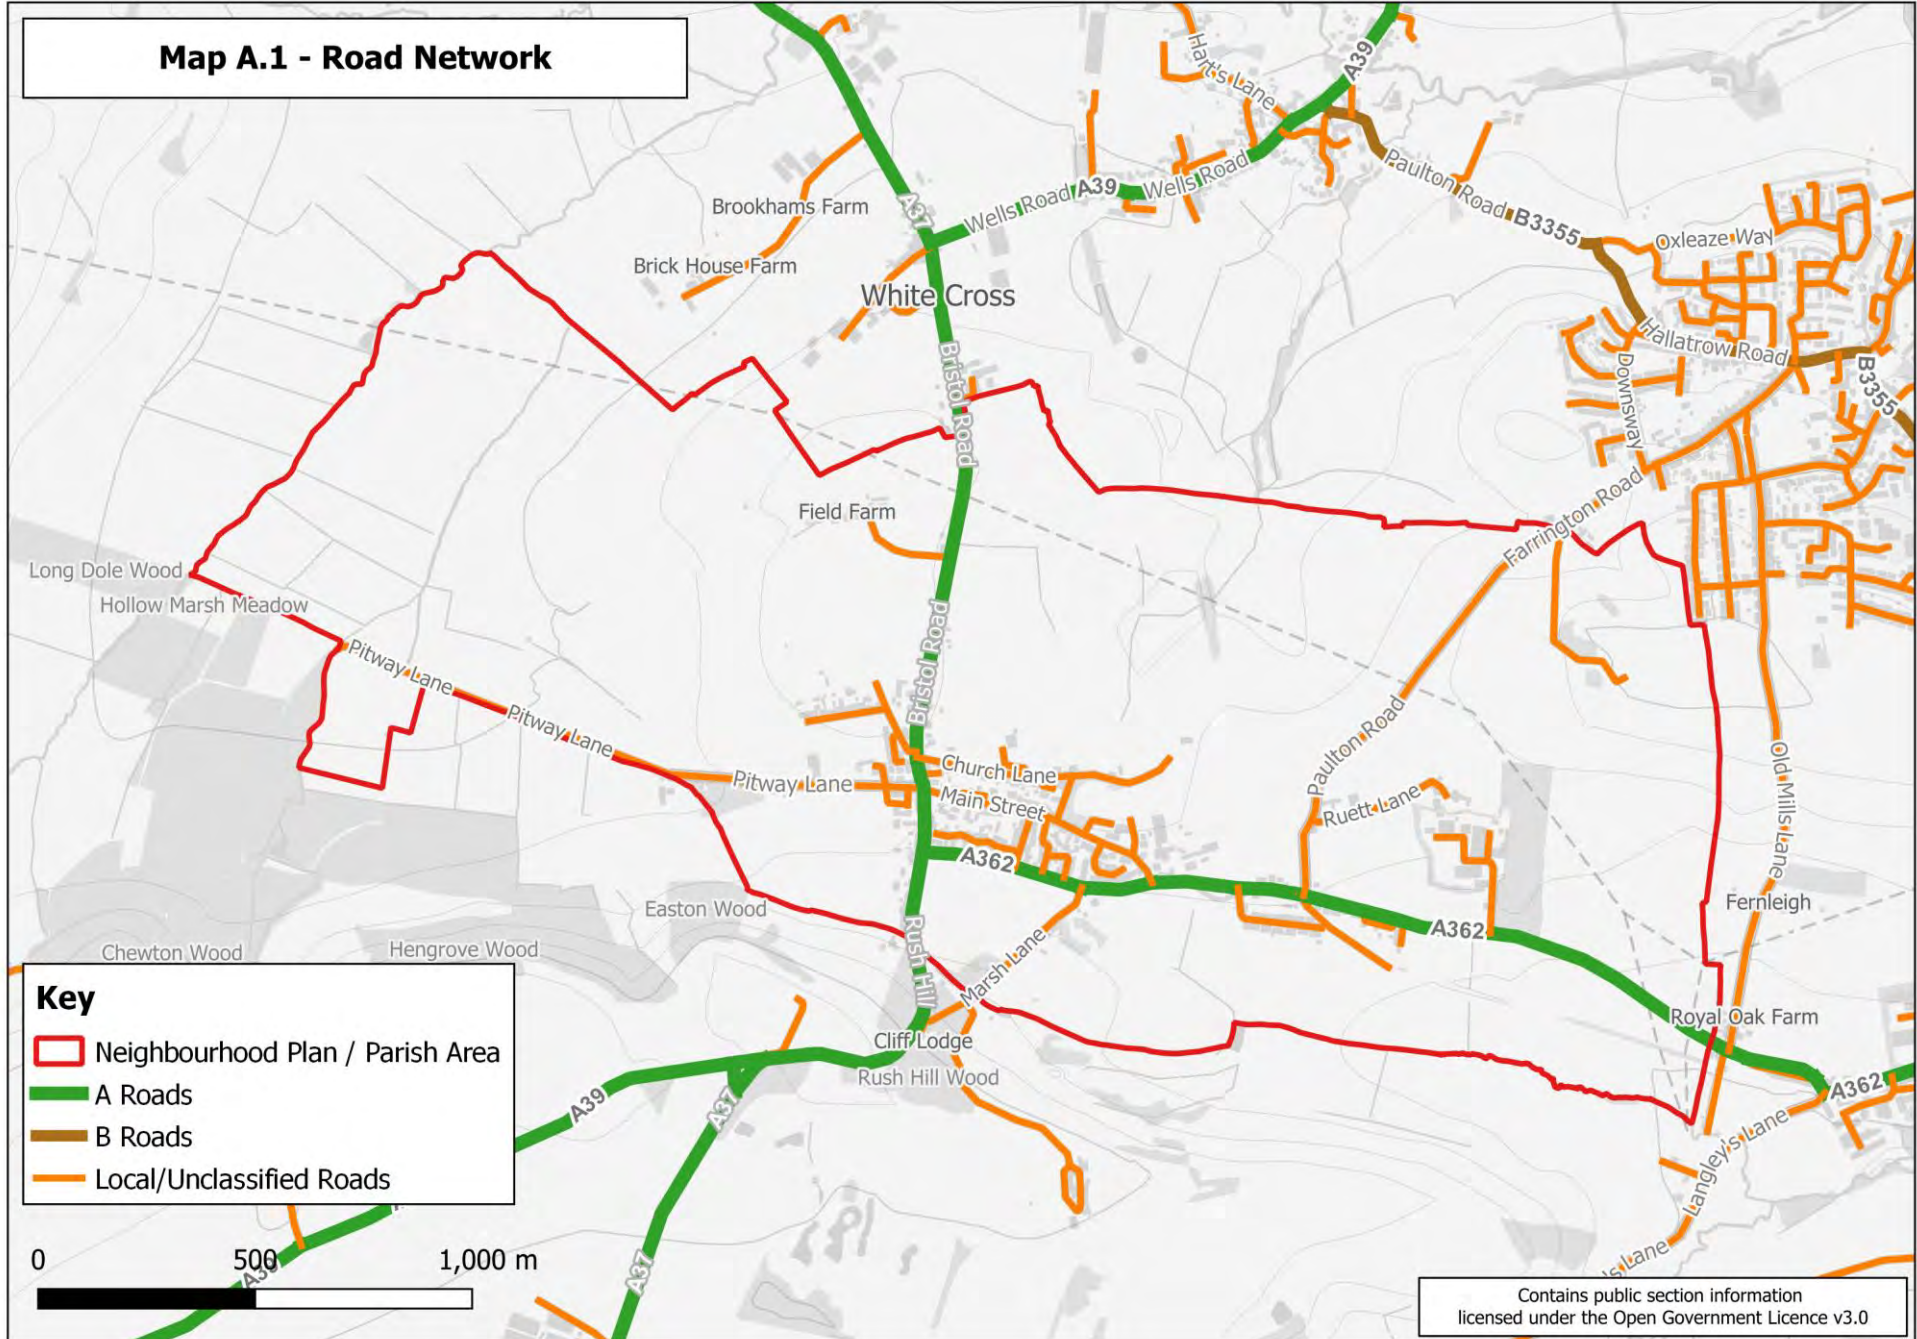 Map A.1 - Road Network
A39
Hart's Lane
Paulton Road
B3355
Wells Road
A39
Wells Road
A37
Brookhams Farm
Brick House Farm
White Cross
Oxleaze Way
Hallatrow Road
B3355
Downsway
Bristol Road
Bristol Road
Farrington Road
Field Farm
Long Dole Wood
Hollow Marsh Meadow
Pitway Lane
Pitway Lane
Pitway Lane
Bristol Road
Church Lane
Main Street
Paulton Road
Ruett Lane
Old Mills Lane
A362
A362
Fernleigh
Easton Wood
Chewton Wood
Hengrove Wood
Rush Hill
Marsh Lane
Cliff Lodge
Rush Hill Wood
Royal Oak Farm
A362
Langley's Lane
's Lane
A39
A37
A37
A39
Key
Neighbourhood Plan / Parish Area
A Roads
B Roads
Local/Unclassified Roads
0 500 1,000 m
Contains public section information
licensed under the Open Government Licence v3.0